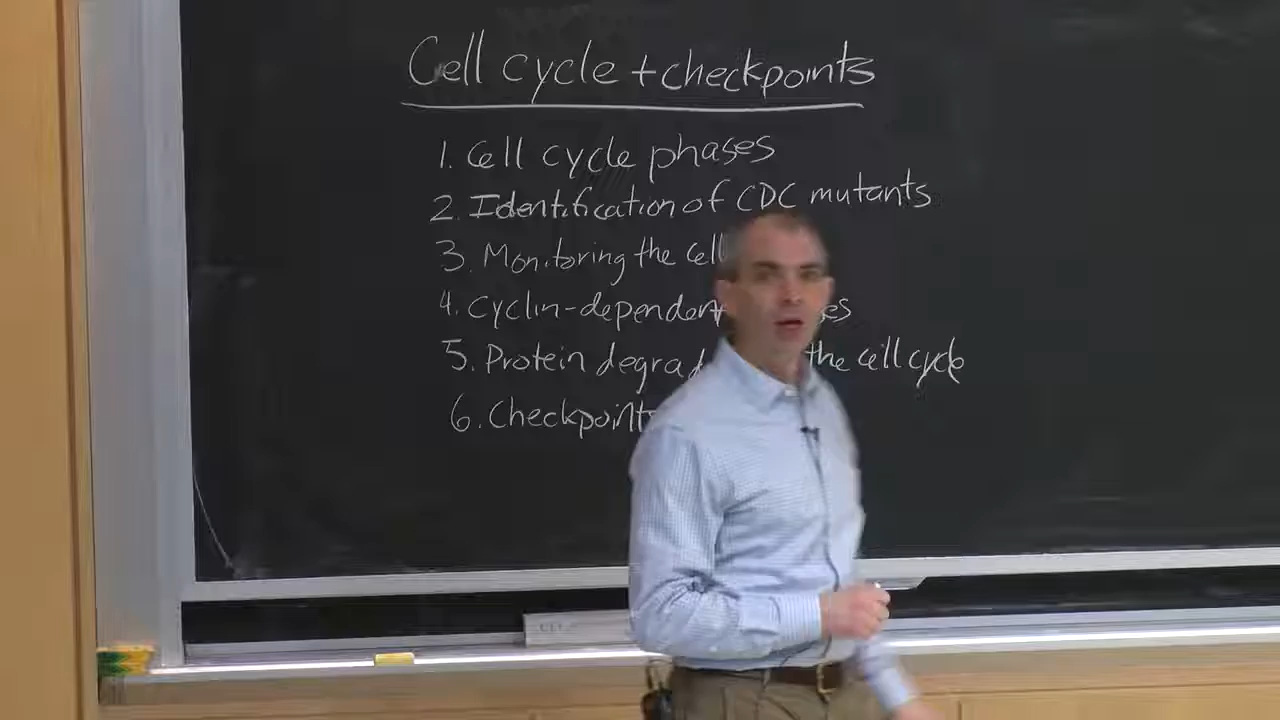 Cell cycle + checkpoints
1. Cell cycle phases
2. Identification of CDC mutants
3. Monitoring the cell
4. Cyclin-dependent
5. Protein degrad the cell cycle
6. Checkpoint